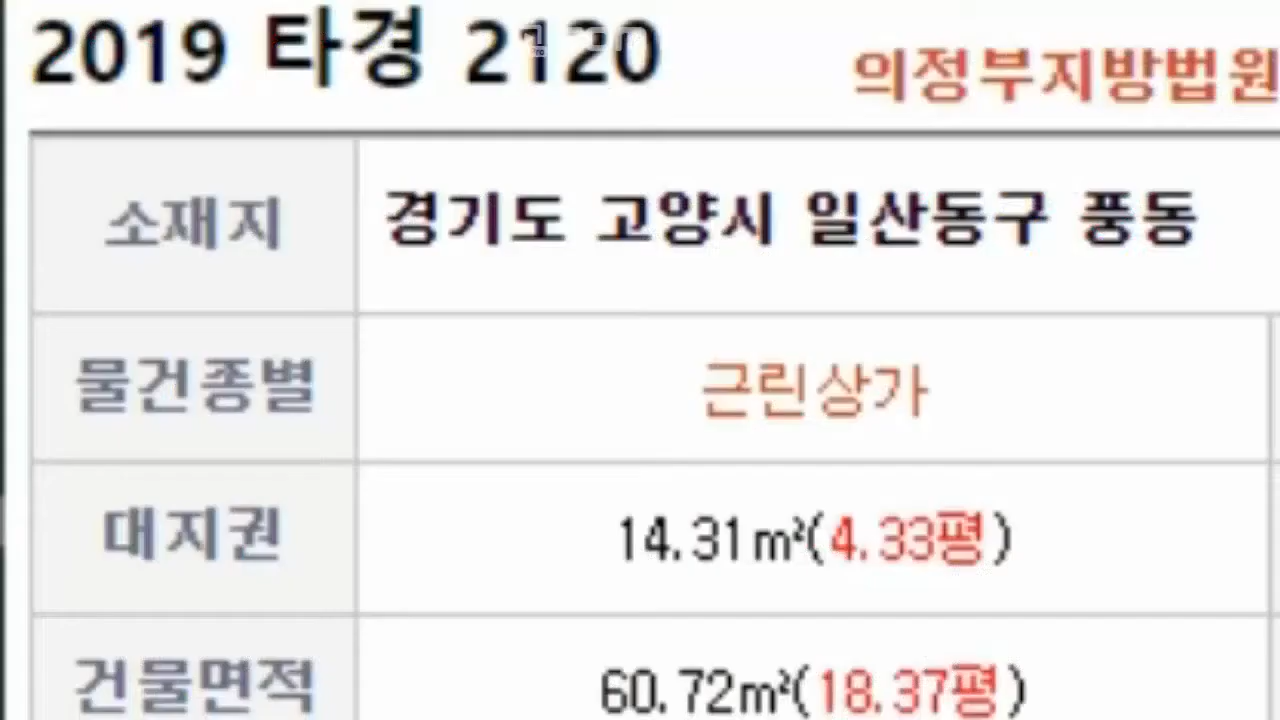 2019 타경 2120
의정부지방법원
소재지 경기도 고양시 일산동구 풍동
물건종별 근린상가
대지권 14.31㎡(4.33평)
건물면적 60.72㎡(18.37평)